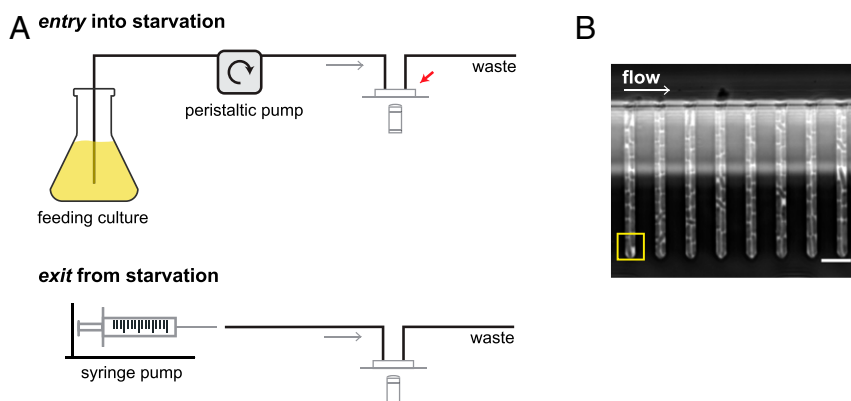 A
entry into starvation
waste
peristaltic pump
feeding culture
exit from starvation
waste
syringe pump
B
flow